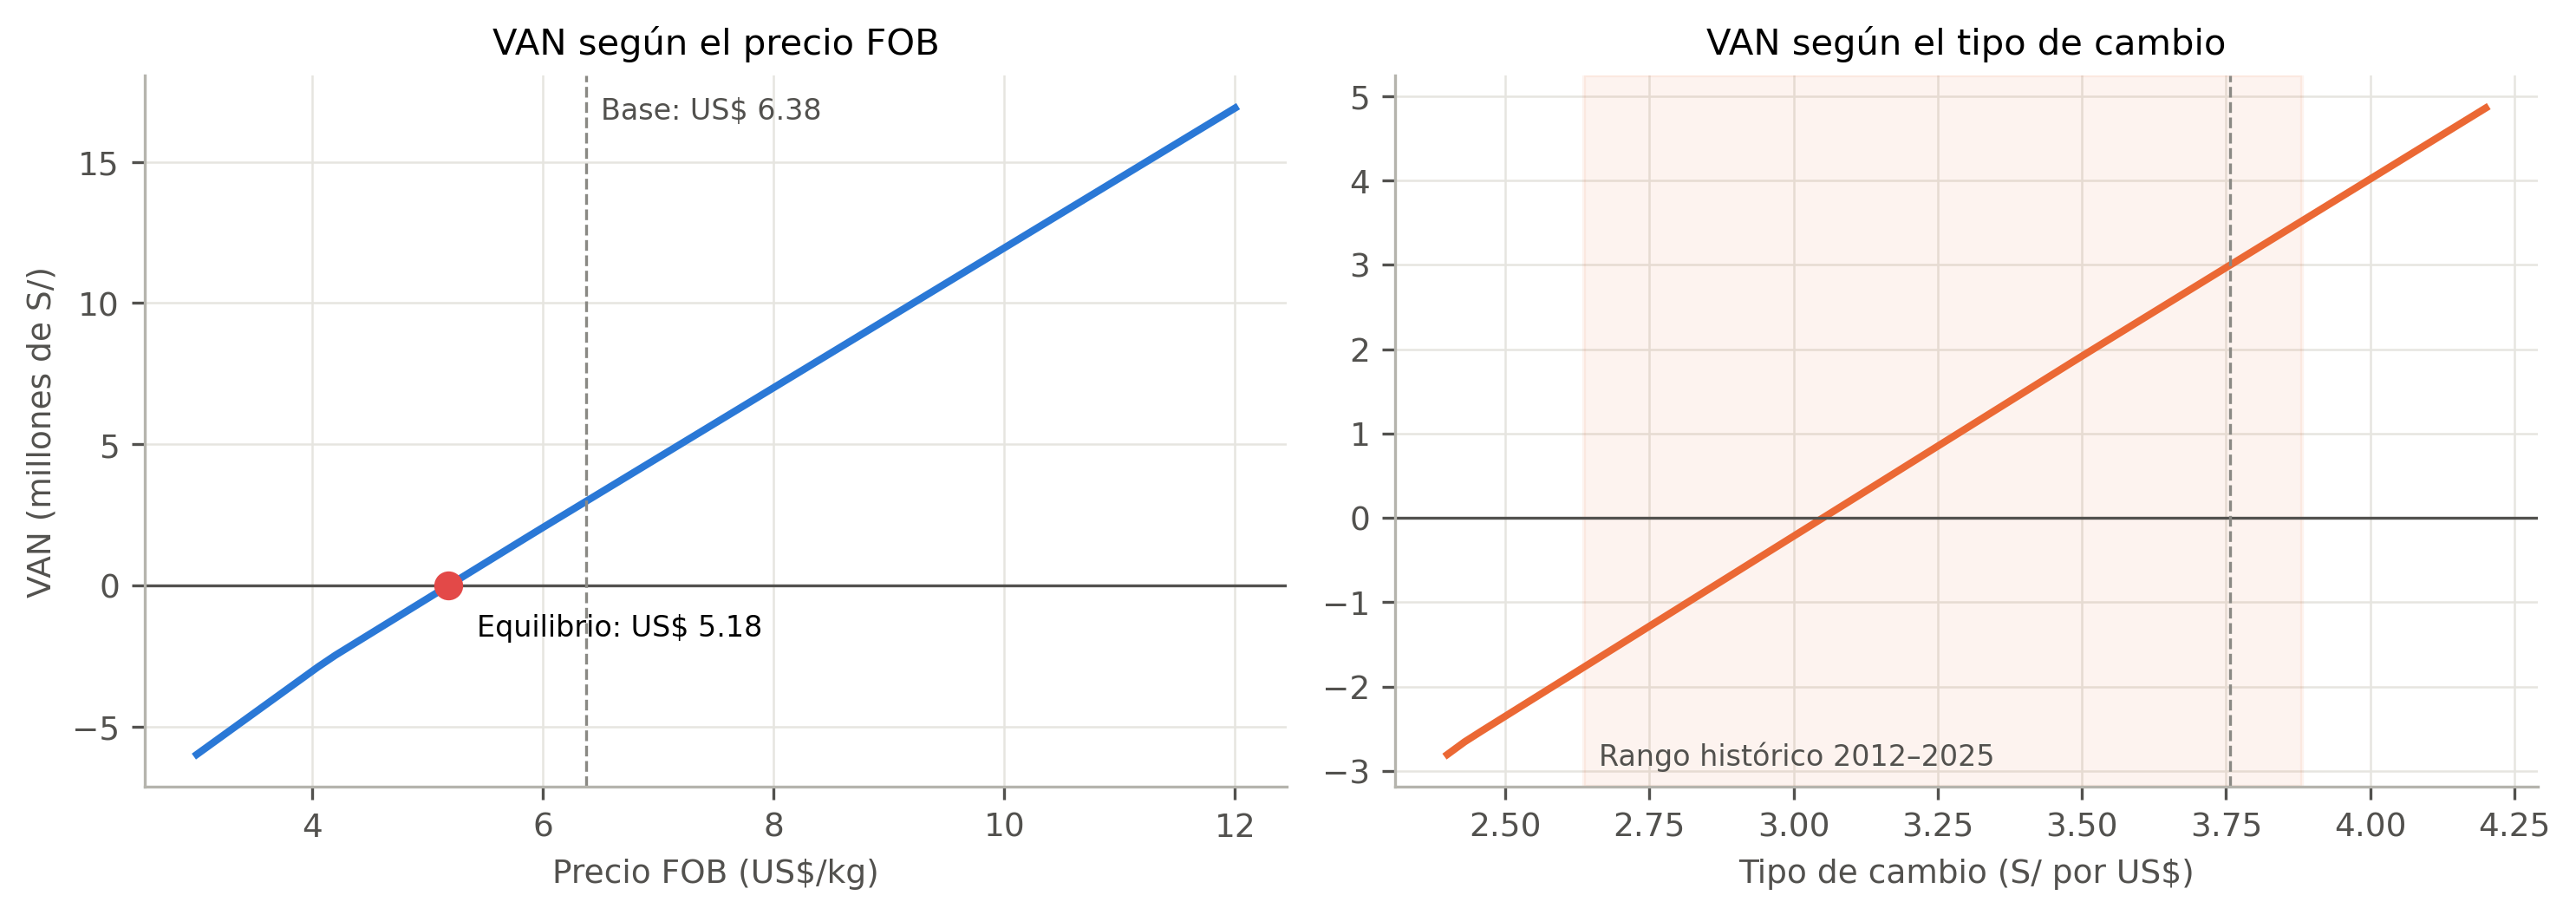 VAN según el precio FOB
Base: US$ 6.38
15
10
5
0
−5
VAN (millones de S/)
Equilibrio: US$ 5.18
4 6 8 10 12
Precio FOB (US$/kg)
VAN según el tipo de cambio
5
4
3
2
1
0
−1
−2
−3
Rango histórico 2012–2025
2.50 2.75 3.00 3.25 3.50 3.75 4.00 4.25
Tipo de cambio (S/ por US$)